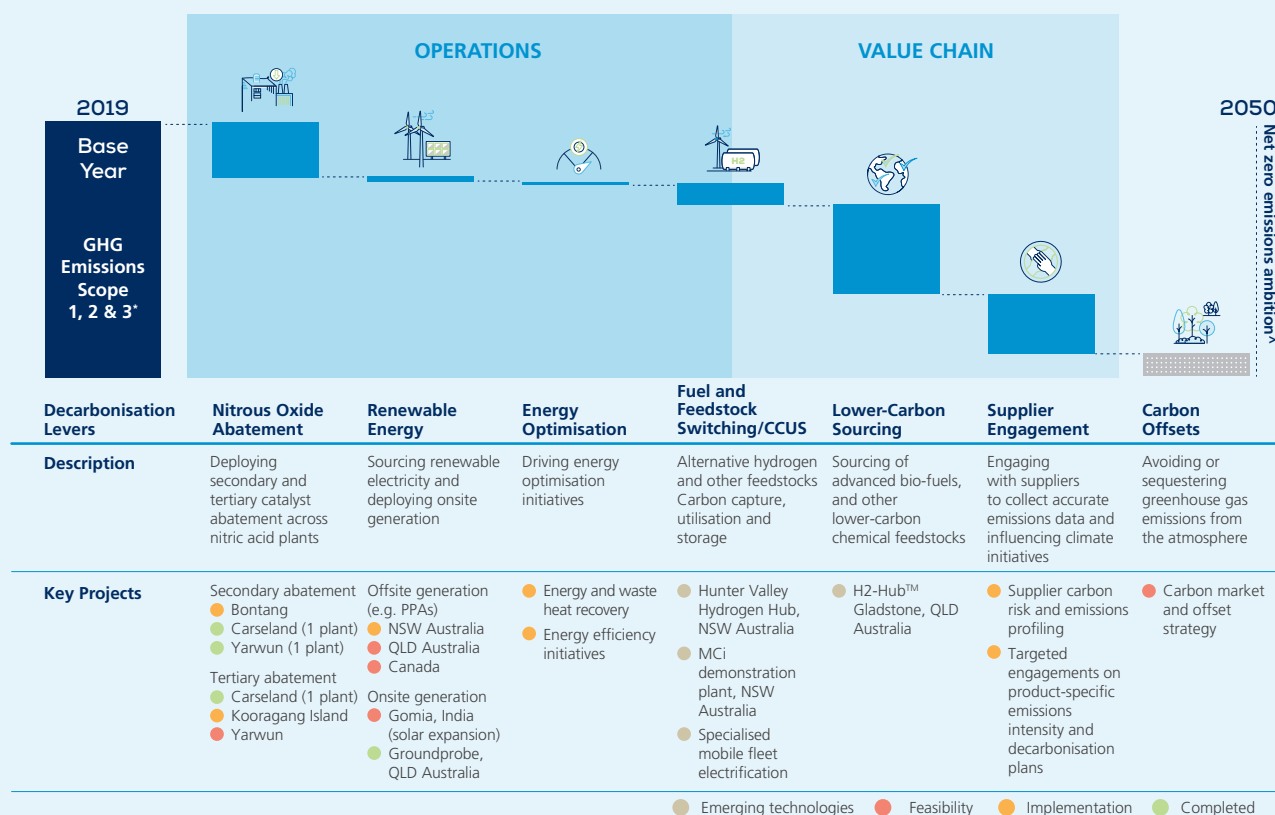 OPERATIONS
VALUE CHAIN
2019
2050
Base
Year
GHG
Emissions
Scope
1, 2 & 3*
H2
Net zero emissions ambition^
Decarbonisation
Levers
Nitrous Oxide
Abatement
Renewable
Energy
Energy
Optimisation
Fuel and
Feedstock
Switching/CCUS
Lower-Carbon
Sourcing
Supplier
Engagement
Carbon
Offsets
Description
Deploying
secondary and
tertiary catalyst
abatement across
nitric acid plants
Sourcing renewable
electricity and
deploying onsite
generation
Driving energy
optimisation
initiatives
Alternative hydrogen
and other feedstocks
Carbon capture,
utilisation and
storage
Sourcing of
advanced bio-fuels,
and other
lower-carbon
chemical feedstocks
Engaging
with suppliers
to collect accurate
emissions data and
influencing climate
initiatives
Avoiding or
sequestering
greenhouse gas
emissions from
the atmosphere
Key Projects
Secondary abatement
Bontang
Carseland (1 plant)
Yarwun (1 plant)
Tertiary abatement
Carseland (1 plant)
Kooragang Island
Yarwun
Offsite generation
(e.g. PPAs)
NSW Australia
QLD Australia
Canada
Onsite generation
Gomia, India
(solar expansion)
Groundprobe,
QLD Australia
Energy and waste
heat recovery
Energy efficiency
initiatives
Hunter Valley
Hydrogen Hub,
NSW Australia
MCi
demonstration
plant, NSW
Australia
Specialised
mobile fleet
electrification
H2-Hub™
Gladstone, QLD
Australia
Supplier carbon
risk and emissions
profiling
Targeted
engagements on
product-specific
emissions
intensity and
decarbonisation
plans
Carbon market
and offset
strategy
Emerging technologies
Feasibility
Implementation
Completed